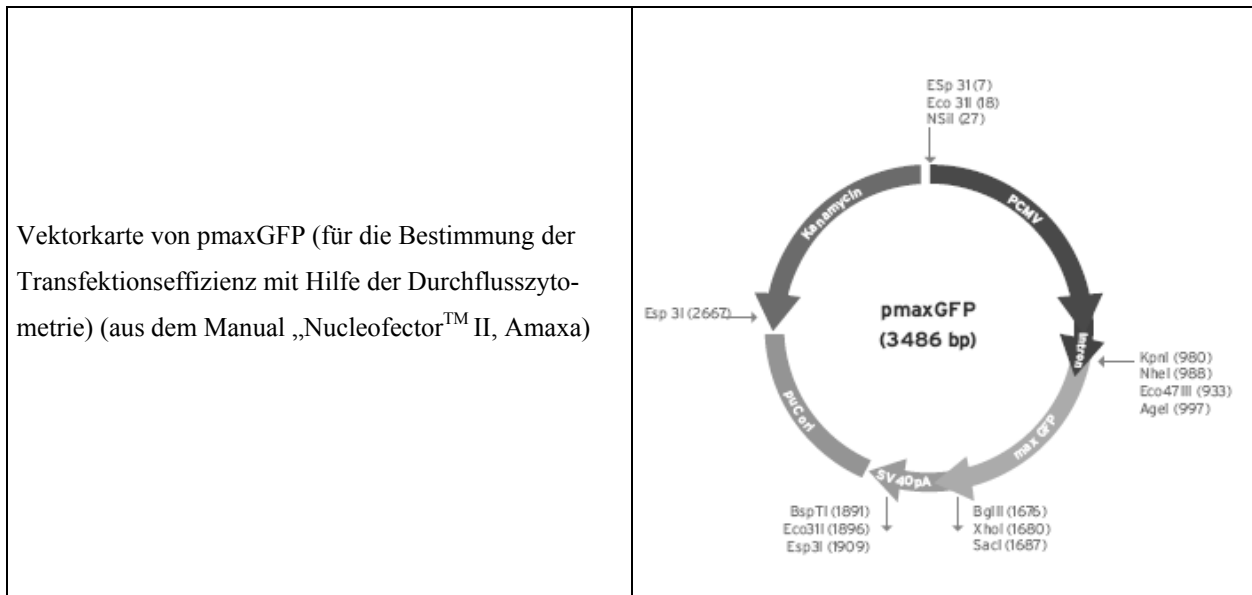 Vektorkarte von pmaxGFP (für die Bestimmung der
Transfektionseffizienz mit Hilfe der Durchflusszyto-
metrie) (aus dem Manual „Nucleofector™ II, Amaxa)
ESp 31 (7)
Eco 31I (18)
NSiI (27)
Kanamycin
PCMV
Esp 3I (2667)
pmaxGFP
(3486 bp)
Intron
KpnI (980)
NheI (988)
Eco47III (933)
AgeI (997)
puC ori
max GFP
SV40pA
BspTI (1891)
Eco31I (1896)
Esp3I (1909)
BglII (1676)
XhoI (1680)
SacI (1687)